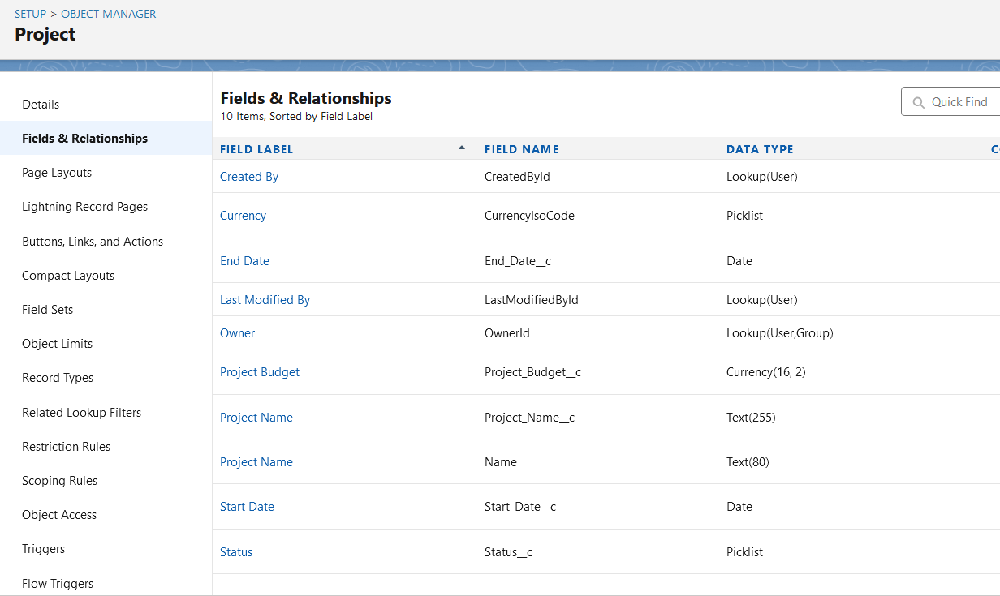 SETUP > OBJECT MANAGER
Project
Details
Fields & Relationships
Page Layouts
Lightning Record Pages
Buttons, Links, and Actions
Compact Layouts
Field Sets
Object Limits
Record Types
Related Lookup Filters
Restriction Rules
Scoping Rules
Object Access
Triggers
Flow Triggers
Fields & Relationships
10 Items, Sorted by Field Label
Quick Find
FIELD LABEL FIELD NAME DATA TYPE
Created By CreatedById Lookup(User)
Currency CurrencyIsoCode Picklist
End Date End_Date__c Date
Last Modified By LastModifiedById Lookup(User)
Owner OwnerId Lookup(User,Group)
Project Budget Project_Budget__c Currency(16, 2)
Project Name Project_Name__c Text(255)
Project Name Name Text(80)
Start Date Start_Date__c Date
Status Status__c Picklist